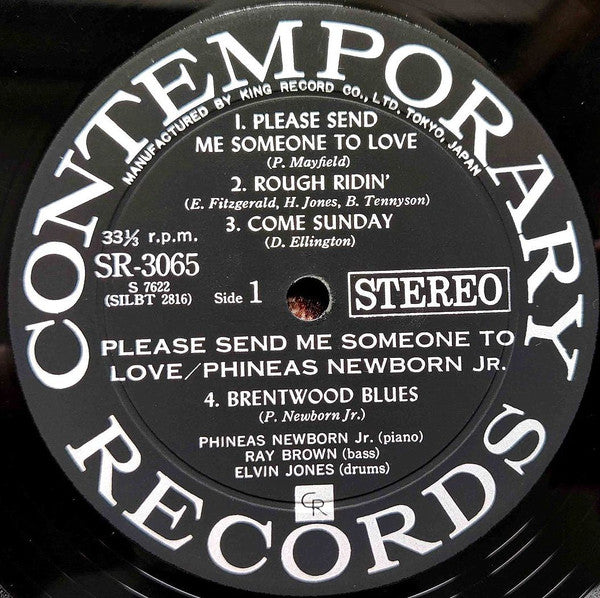 CONTEMPORARY
MANUFACTURED BY KING RECORD CO., LTD. TOKYO, JAPAN
1. PLEASE SEND
ME SOMEONE TO LOVE
(P. Mayfield)
2. ROUGH RIDIN'
(E. Fitzgerald, H. Jones, B. Tennyson)
3. COME SUNDAY
(D. Ellington)
33⅓ r.p.m.
SR-3065
S 7622
(SILBT 2816)
Side 1
STEREO
PLEASE SEND ME SOMEONE TO
LOVE/PHINEAS NEWBORN JR.
4. BRENTWOOD BLUES
(P. Newborn Jr.)
PHINEAS NEWBORN Jr. (piano)
RAY BROWN (bass)
ELVIN JONES (drums)
CR
RECORDS